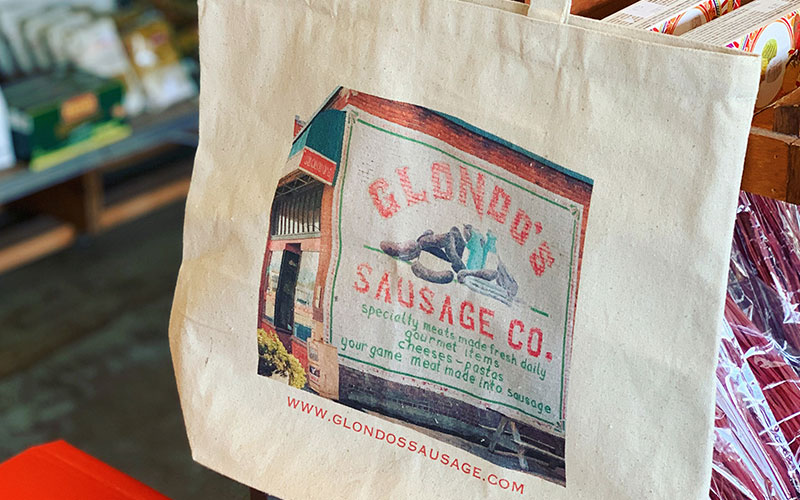 GLONDO'S
SAUSAGE CO.
specialty meats made fresh daily
gourmet items
cheeses - pastas
your game meat made into sausage
WWW.GLONDOSSAUSAGE.COM